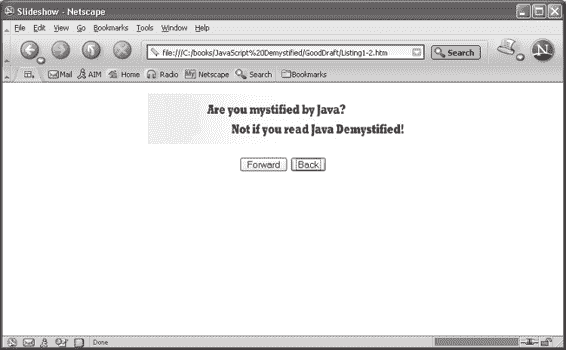 Slideshow - Netscape
File Edit View Go Bookmarks Tools Window Help
file:///C:/books/JavaScript%20Demystified/GoodDraft/Listing1-2.htm Search
N
Mail AIM Home Radio My Netscape Search Bookmarks
Are you mystified by Java?
Not if you read Java Demystified!
Forward Back
Done